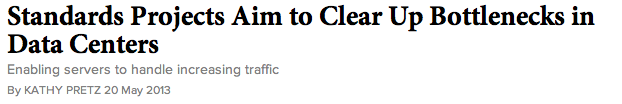 Standards Projects Aim to Clear Up Bottlenecks in
Data Centers
Enabling servers to handle increasing traffic
By KATHY PRETZ 20 May 2013